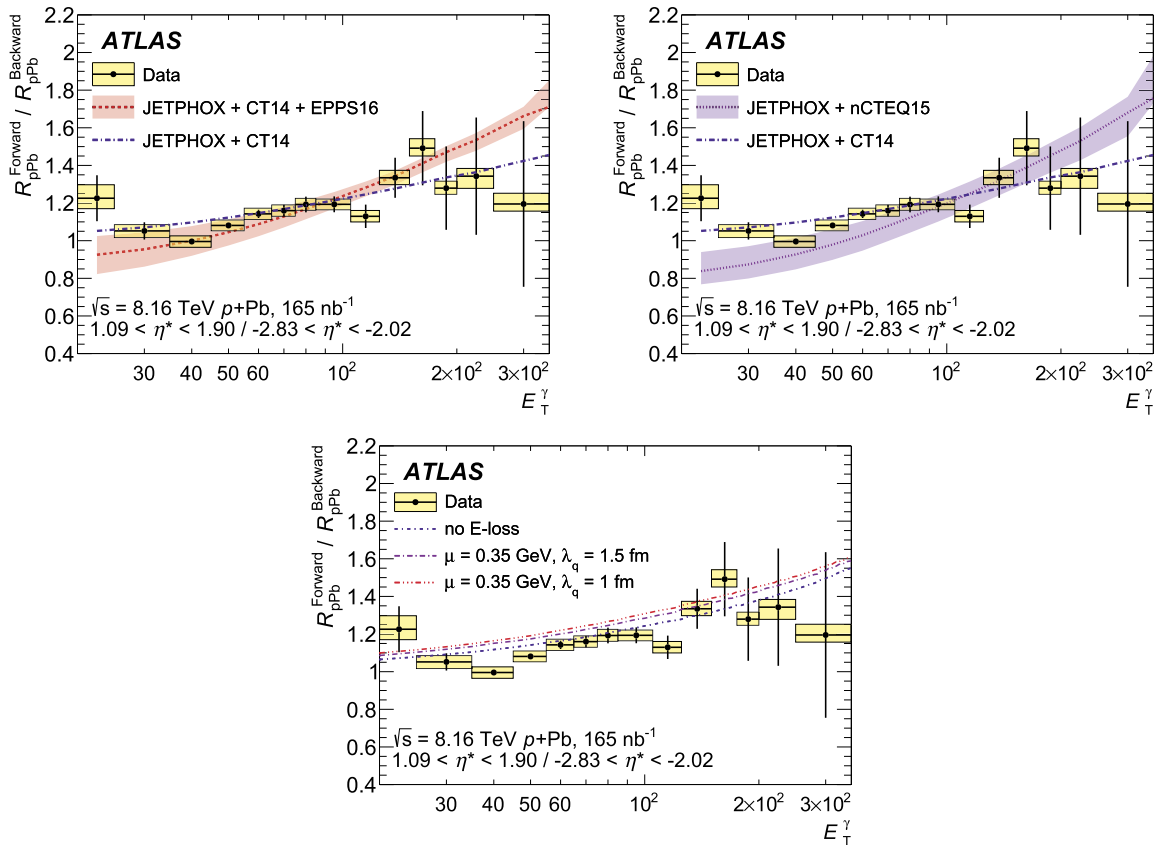 R_pPb^Forward / R_pPb^Backward
2.2
2
1.8
1.6
1.4
1.2
1
0.8
0.6
0.4
ATLAS
Data
JETPHOX + CT14 + EPPS16
JETPHOX + CT14
√s = 8.16 TeV p+Pb, 165 nb⁻¹
1.09 < η* < 1.90 / -2.83 < η* < -2.02
30 40 50 60 10² 2×10² 3×10²
E_T^γ
R_pPb^Forward / R_pPb^Backward
2.2
2
1.8
1.6
1.4
1.2
1
0.8
0.6
0.4
ATLAS
Data
JETPHOX + nCTEQ15
JETPHOX + CT14
√s = 8.16 TeV p+Pb, 165 nb⁻¹
1.09 < η* < 1.90 / -2.83 < η* < -2.02
30 40 50 60 10² 2×10² 3×10²
E_T^γ
R_pPb^Forward / R_pPb^Backward
2.2
2
1.8
1.6
1.4
1.2
1
0.8
0.6
0.4
ATLAS
Data
no E-loss
μ = 0.35 GeV, λ_q = 1.5 fm
μ = 0.35 GeV, λ_q = 1 fm
√s = 8.16 TeV p+Pb, 165 nb⁻¹
1.09 < η* < 1.90 / -2.83 < η* < -2.02
30 40 50 60 10² 2×10² 3×10²
E_T^γ